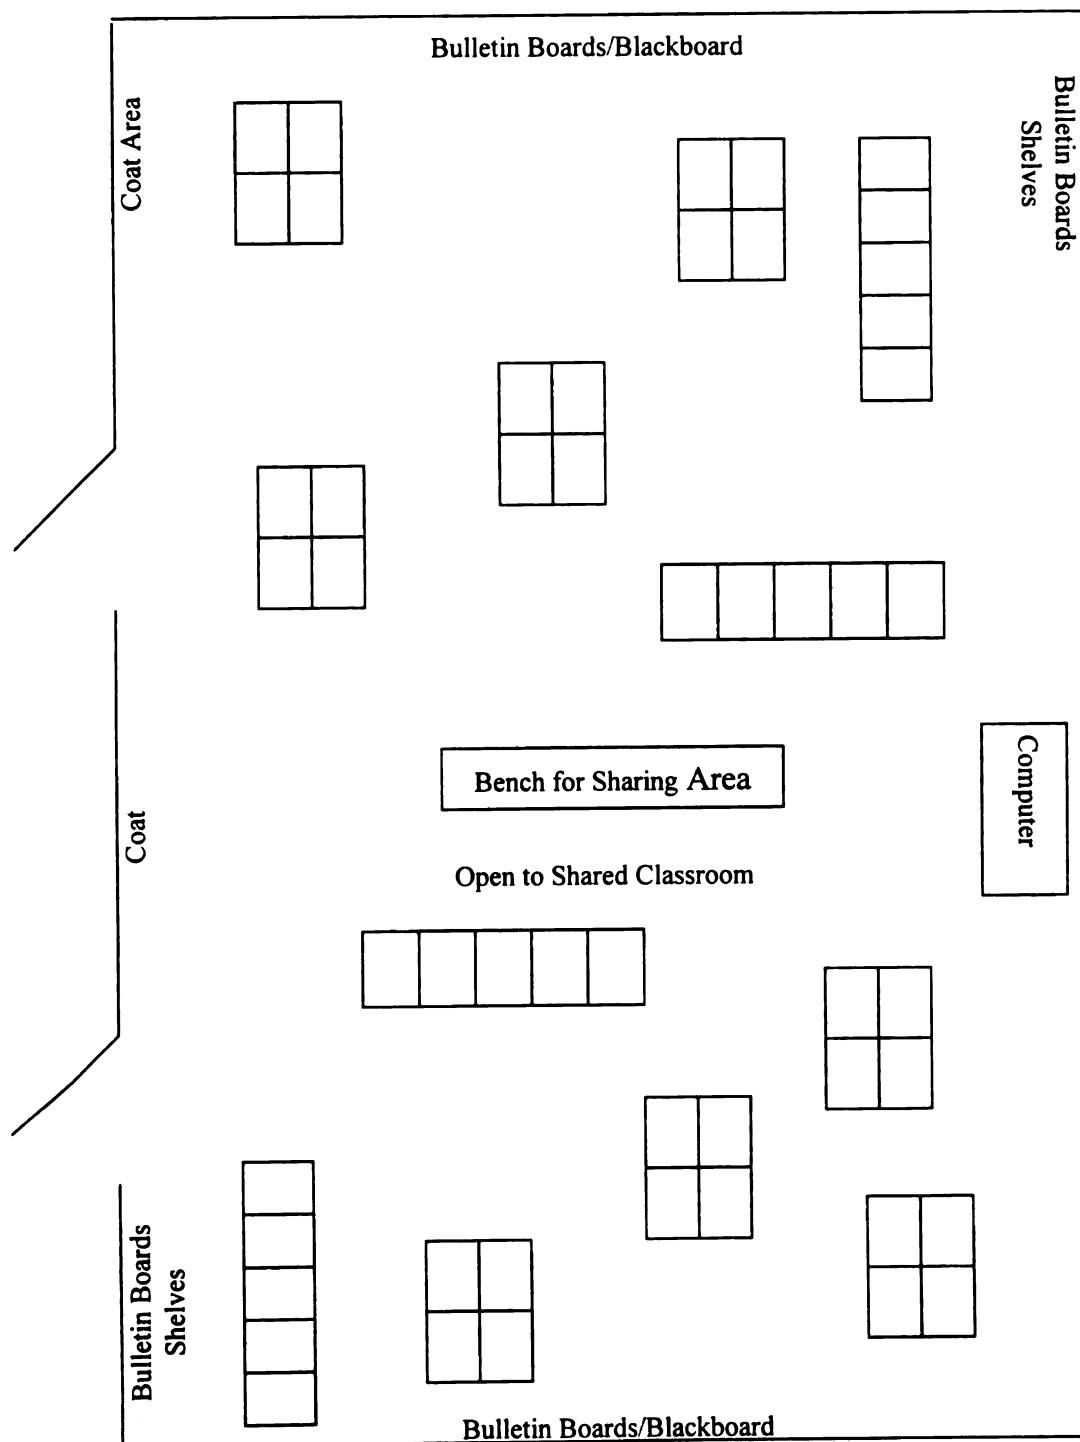 Bulletin Boards/Blackboard
Coat Area
Bulletin Boards
Shelves
Bench for Sharing Area
Computer
Coat
Open to Shared Classroom
Bulletin Boards
Shelves
Bulletin Boards/Blackboard